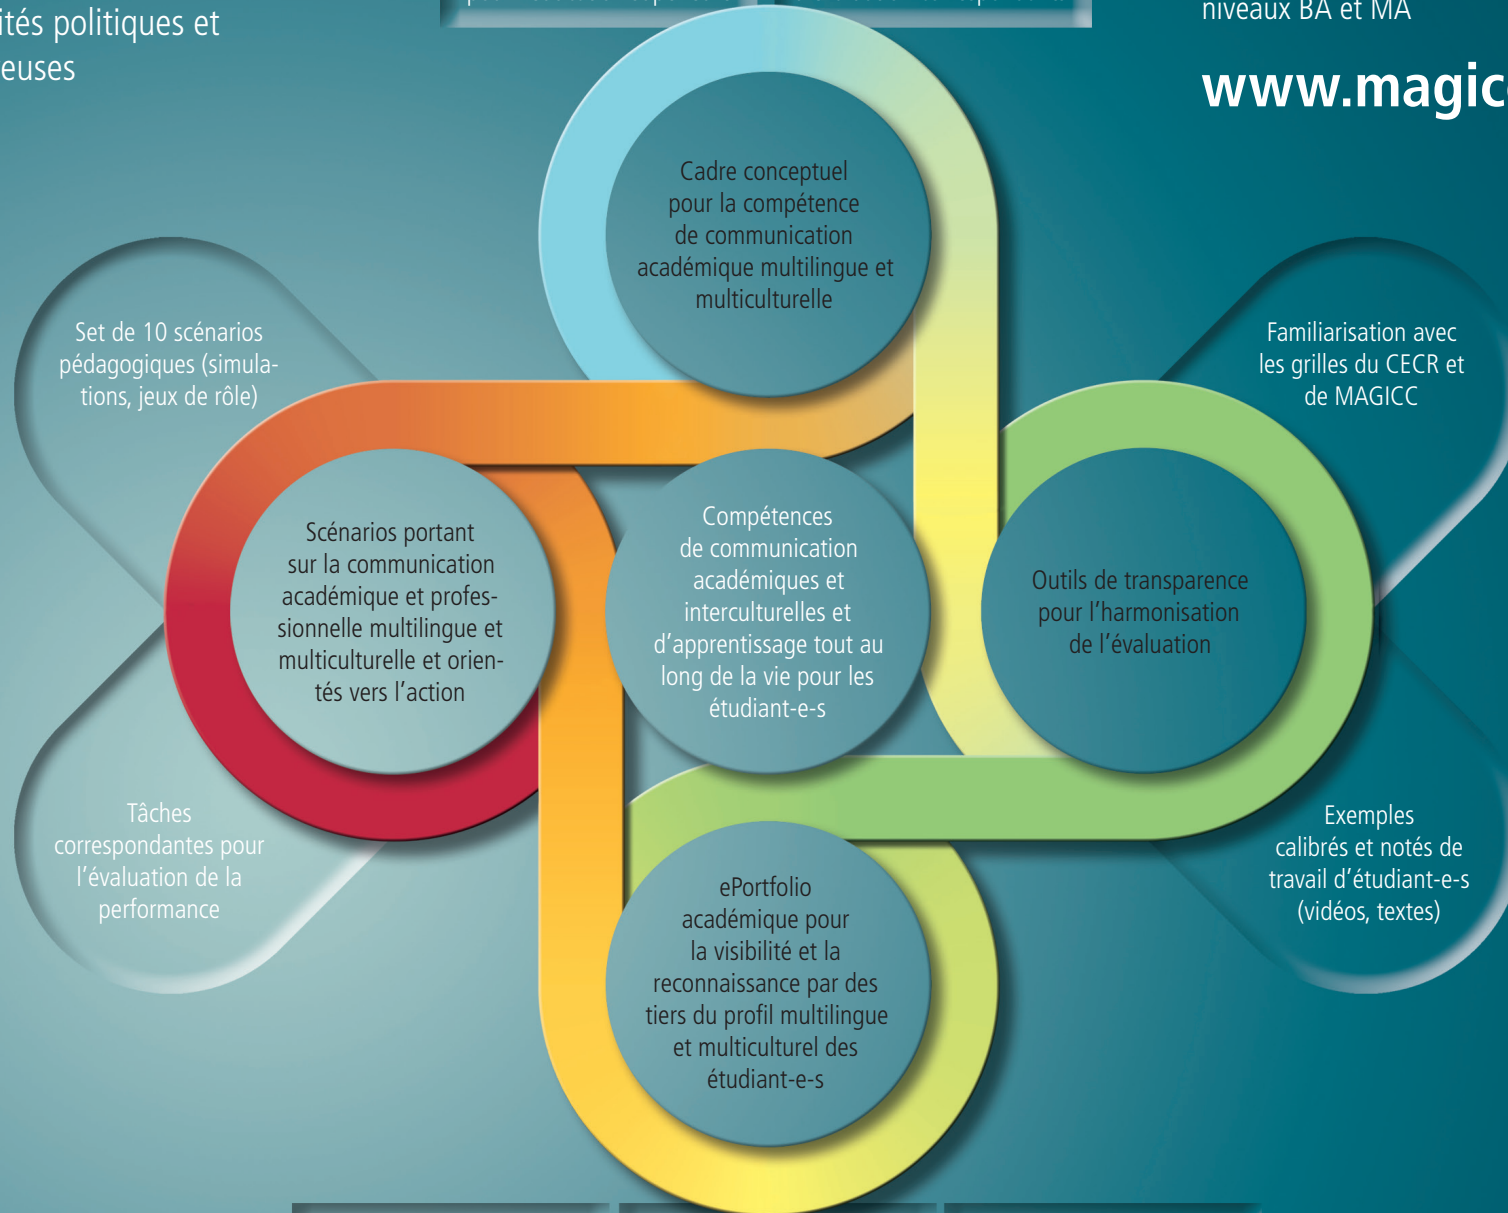 ités politiques et
euses
niveaux BA et MA
www.magic
Cadre conceptuel
pour la compétence
de communication
académique multilingue et
multiculturelle
Set de 10 scénarios
pédagogiques (simula-
tions, jeux de rôle)
Familiarisation avec
les grilles du CECR et
de MAGICC
Scénarios portant
sur la communication
académique et profes-
sionnelle multilingue et
multiculturelle et orien-
tés vers l'action
Compétences
de communication
académiques et
interculturelles et
d'apprentissage tout au
long de la vie pour les
étudiant-e-s
Outils de transparence
pour l'harmonisation
de l'évaluation
Tâches
correspondantes pour
l'évaluation de la
performance
Exemples
calibrés et notés de
travail d'étudiant-e-s
(vidéos, textes)
ePortfolio
académique pour
la visibilité et la
reconnaissance par des
tiers du profil multilingue
et multiculturel des
étudiant-e-s